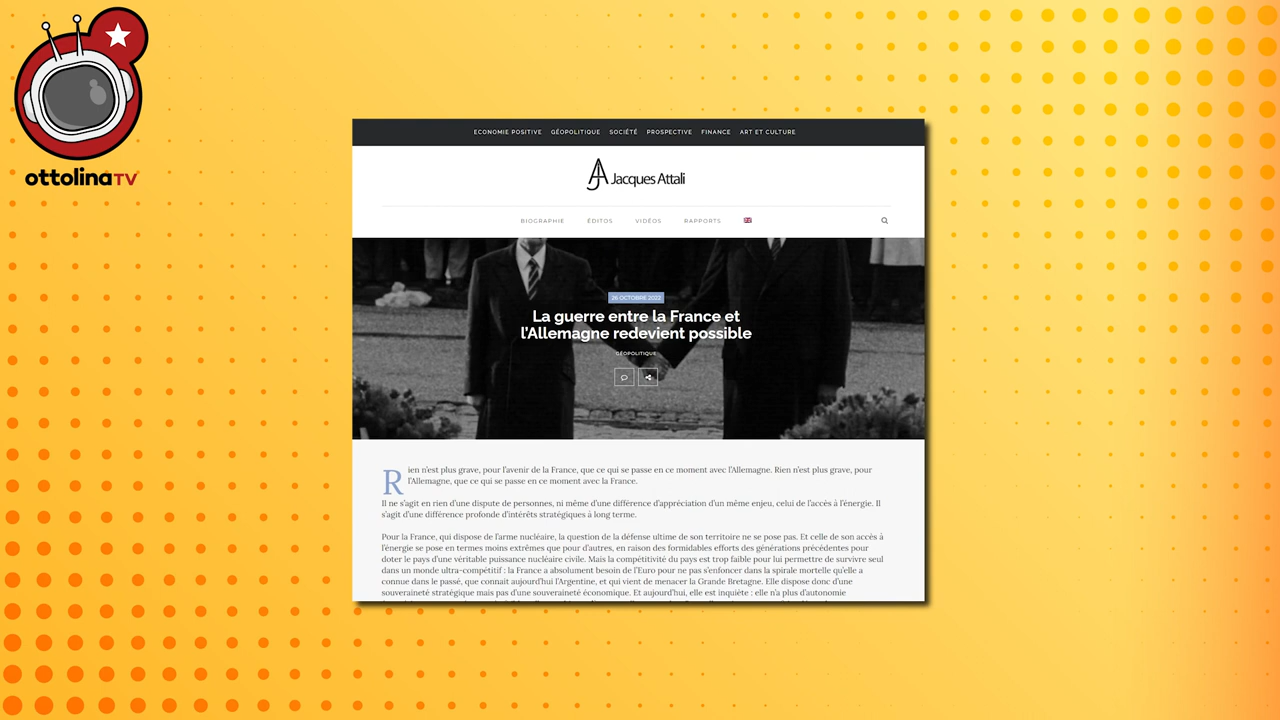 ottolinaTV
ECONOMIE POSITIVE GÉOPOLITIQUE SOCIÉTÉ PROSPECTIVE FINANCE ART ET CULTURE
Jacques Attali
BIOGRAPHIE ÉDITOS VIDÉOS RAPPORTS
26 OCTOBRE 2022
La guerre entre la France et
l'Allemagne redevient possible
GÉOPOLITIQUE
Rien n'est plus grave, pour l'avenir de la France, que ce qui se passe en ce moment avec l'Allemagne. Rien n'est plus grave, pour
l'Allemagne, que ce qui se passe en ce moment avec la France.
Il ne s'agit en rien d'une dispute de personnes, ni même d'une différence d'appréciation d'un même enjeu, celui de l'accès à l'énergie. Il
s'agit d'une différence profonde d'intérêts stratégiques à long terme.
Pour la France, qui dispose de l'arme nucléaire, la question de la défense ultime de son territoire ne se pose pas. Et celle de son accès à
l'énergie se pose en termes moins extrêmes que pour d'autres, en raison des formidables efforts des générations précédentes pour
doter le pays d'une véritable puissance nucléaire civile. Mais la compétitivité du pays est trop faible pour lui permettre de survivre seul
dans un monde ultra-compétitif : la France a absolument besoin de l'Euro pour ne pas s'enfoncer dans la spirale mortelle qu'elle a
connue dans le passé, que connait aujourd'hui l'Argentine, et qui vient de menacer la Grande Bretagne. Elle dispose donc d'une
souveraineté stratégique mais pas d'une souveraineté économique. Et aujourd'hui, elle est inquiète : elle n'a plus d'autonomie